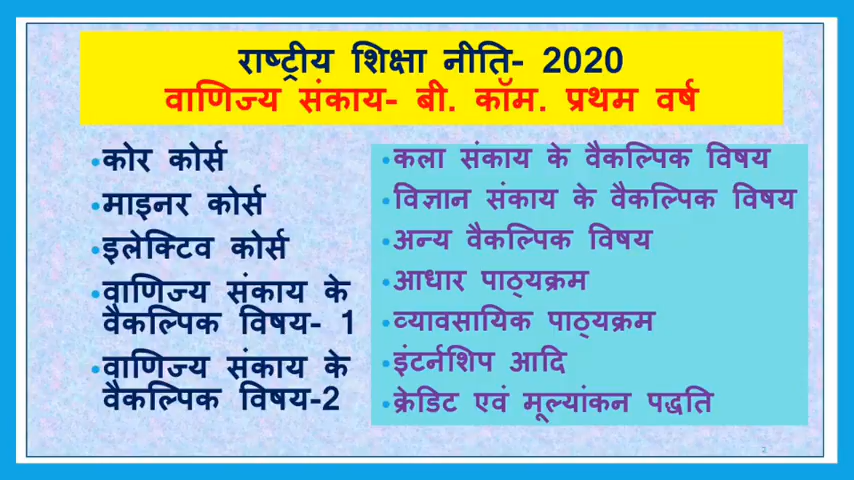 राष्ट्रीय शिक्षा नीति- 2020
वाणिज्य संकाय- बी. कॉम. प्रथम वर्ष
•कोर कोर्स
•माइनर कोर्स
•इलेक्टिव कोर्स
•वाणिज्य संकाय के
वैकल्पिक विषय- 1
•वाणिज्य संकाय के
वैकल्पिक विषय-2
•कला संकाय के वैकल्पिक विषय
•विज्ञान संकाय के वैकल्पिक विषय
•अन्य वैकल्पिक विषय
•आधार पाठ्यक्रम
•व्यावसायिक पाठ्यक्रम
•इंटर्नशिप आदि
•क्रेडिट एवं मूल्यांकन पद्धति
2